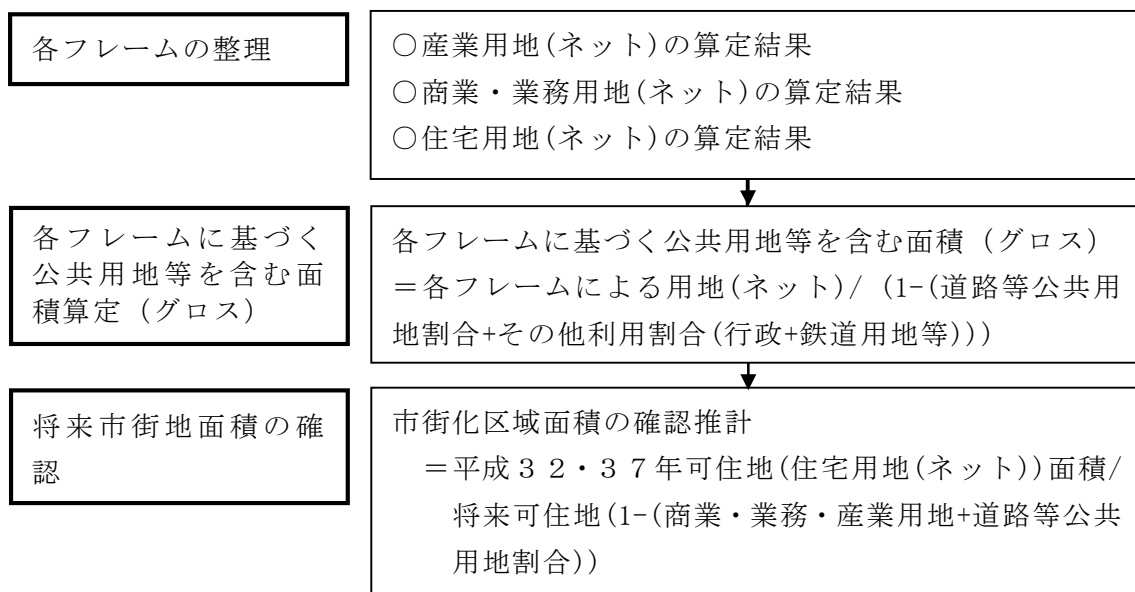 各フレームの整理
○産業用地(ネット)の算定結果
○商業・業務用地(ネット)の算定結果
○住宅用地(ネット)の算定結果
各フレームに基づく
公共用地等を含む面
積算定 (グロス)
各フレームに基づく公共用地等を含む面積 (グロス)
=各フレームによる用地(ネット)/ (1-(道路等公共用
地割合+その他利用割合(行政+鉄道用地等)))
将来市街地面積の確
認
市街化区域面積の確認推計
=平成32・37年可住地(住宅用地(ネット))面積/
将来可住地(1-(商業・業務・産業用地+道路等公共
用地割合))